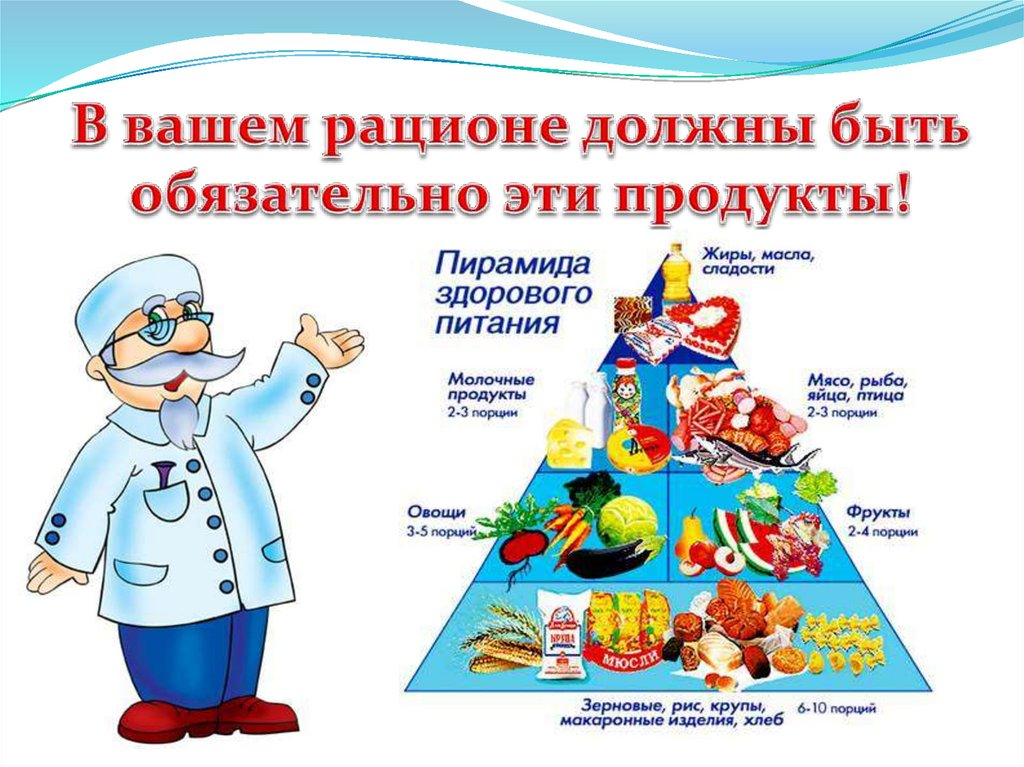 В вашем рационе должны быть
обязательно эти продукты!
Пирамида
здорового
питания
Жиры, масла,
сладости
Молочные
продукты
2-3 порции
Мясо, рыба,
яйца, птица
2-3 порции
Овощи
3-5 порций
Фрукты
2-4 порции
КРУПА
МЮСЛИ
Зерновые, рис, крупы,
макаронные изделия, хлеб
6-10 порций